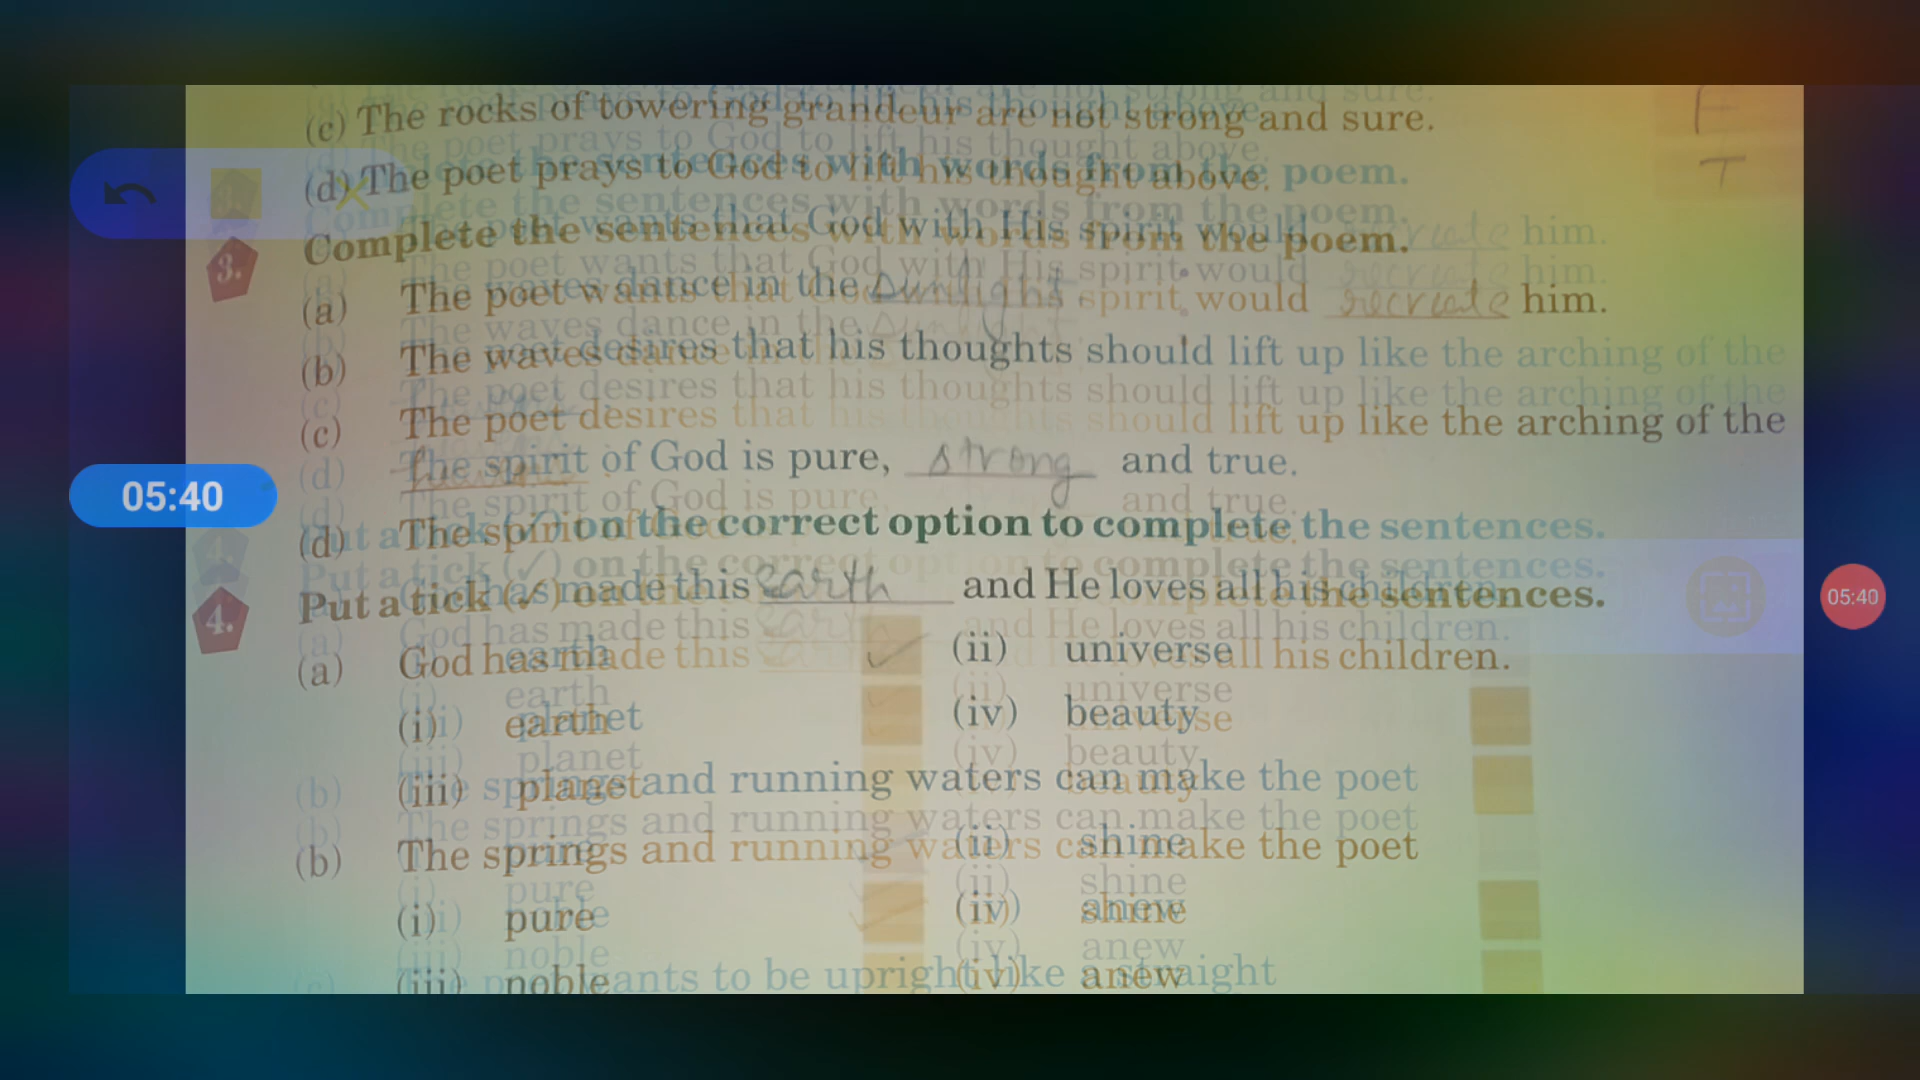 (c) The rocks of towering grandeur are not strong and sure.
F
(d) The poet prays to God to lift his thought above.
T
3. Complete the sentences with words from the poem.
(a) The poet wants that God with His spirit would recreate him.
(b) The waves dance in the sunlight
(c) The poet desires that his thoughts should lift up like the arching of the
(d) The spirit of God is pure, strong and true.
05:40
05:40
4. Put a tick (✓) on the correct option to complete the sentences.
(a) God has made this earth and He loves all his children.
(i) earth ✓ (ii) universe
(iii) planet (iv) beauty
(b) The springs and running waters can make the poet
(i) pure (ii) shine
(iii) noble (iv) anew